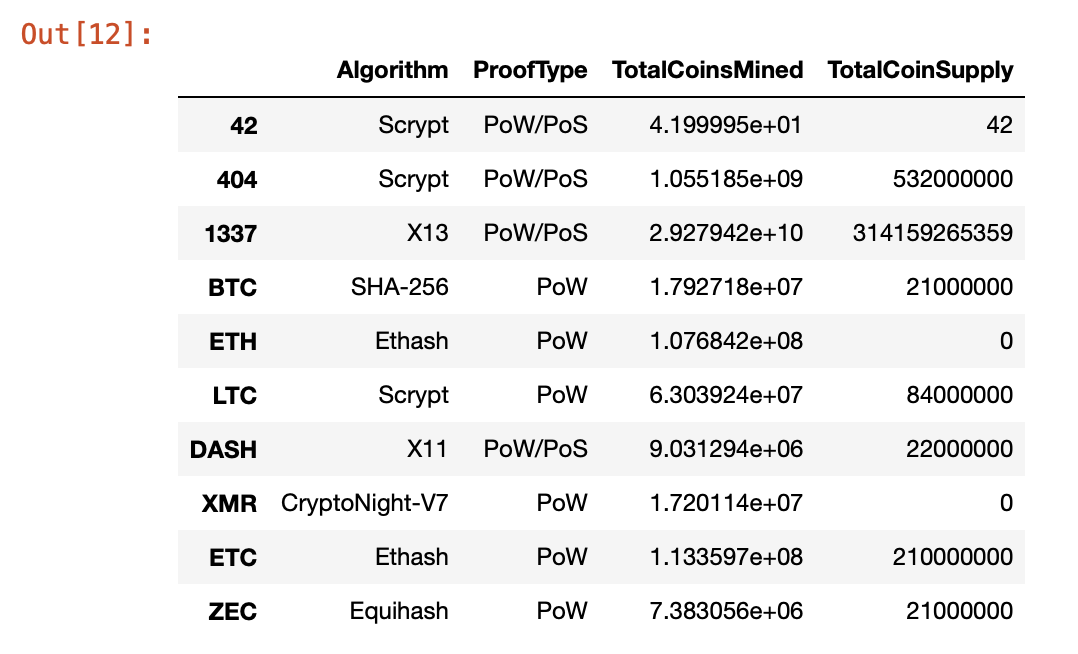 Out[12]:
Algorithm ProofType TotalCoinsMined TotalCoinSupply
42 Scrypt PoW/PoS 4.199995e+01 42
404 Scrypt PoW/PoS 1.055185e+09 532000000
1337 X13 PoW/PoS 2.927942e+10 314159265359
BTC SHA-256 PoW 1.792718e+07 21000000
ETH Ethash PoW 1.076842e+08 0
LTC Scrypt PoW 6.303924e+07 84000000
DASH X11 PoW/PoS 9.031294e+06 22000000
XMR CryptoNight-V7 PoW 1.720114e+07 0
ETC Ethash PoW 1.133597e+08 210000000
ZEC Equihash PoW 7.383056e+06 21000000